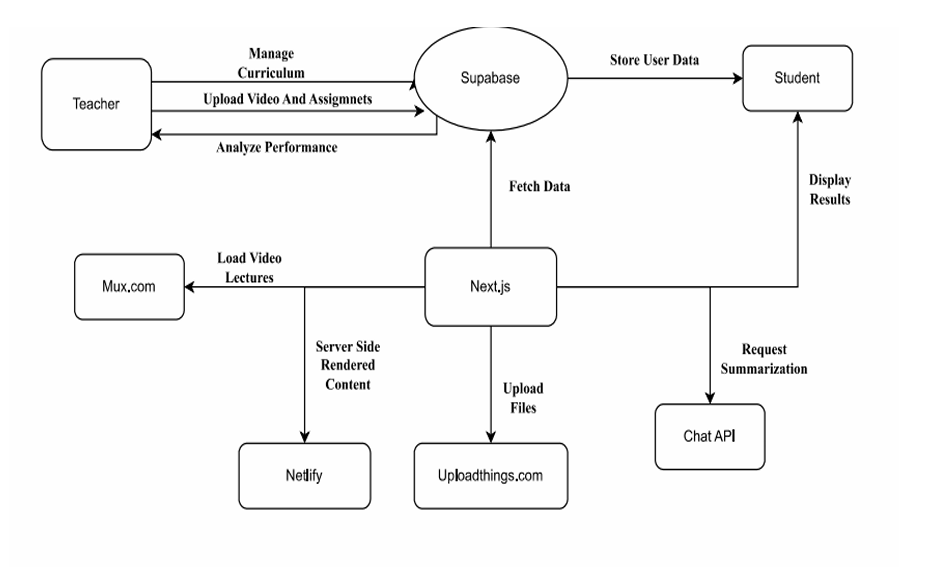 Manage
Curriculum
Supabase
Store User Data
Student
Teacher
Upload Video And Assigmnets
Analyze Performance
Fetch Data
Display
Results
Load Video
Lectures
Mux.com
Next.js
Server Side
Rendered
Content
Request
Summarization
Upload
Files
Chat API
Netlify
Uploadthings.com